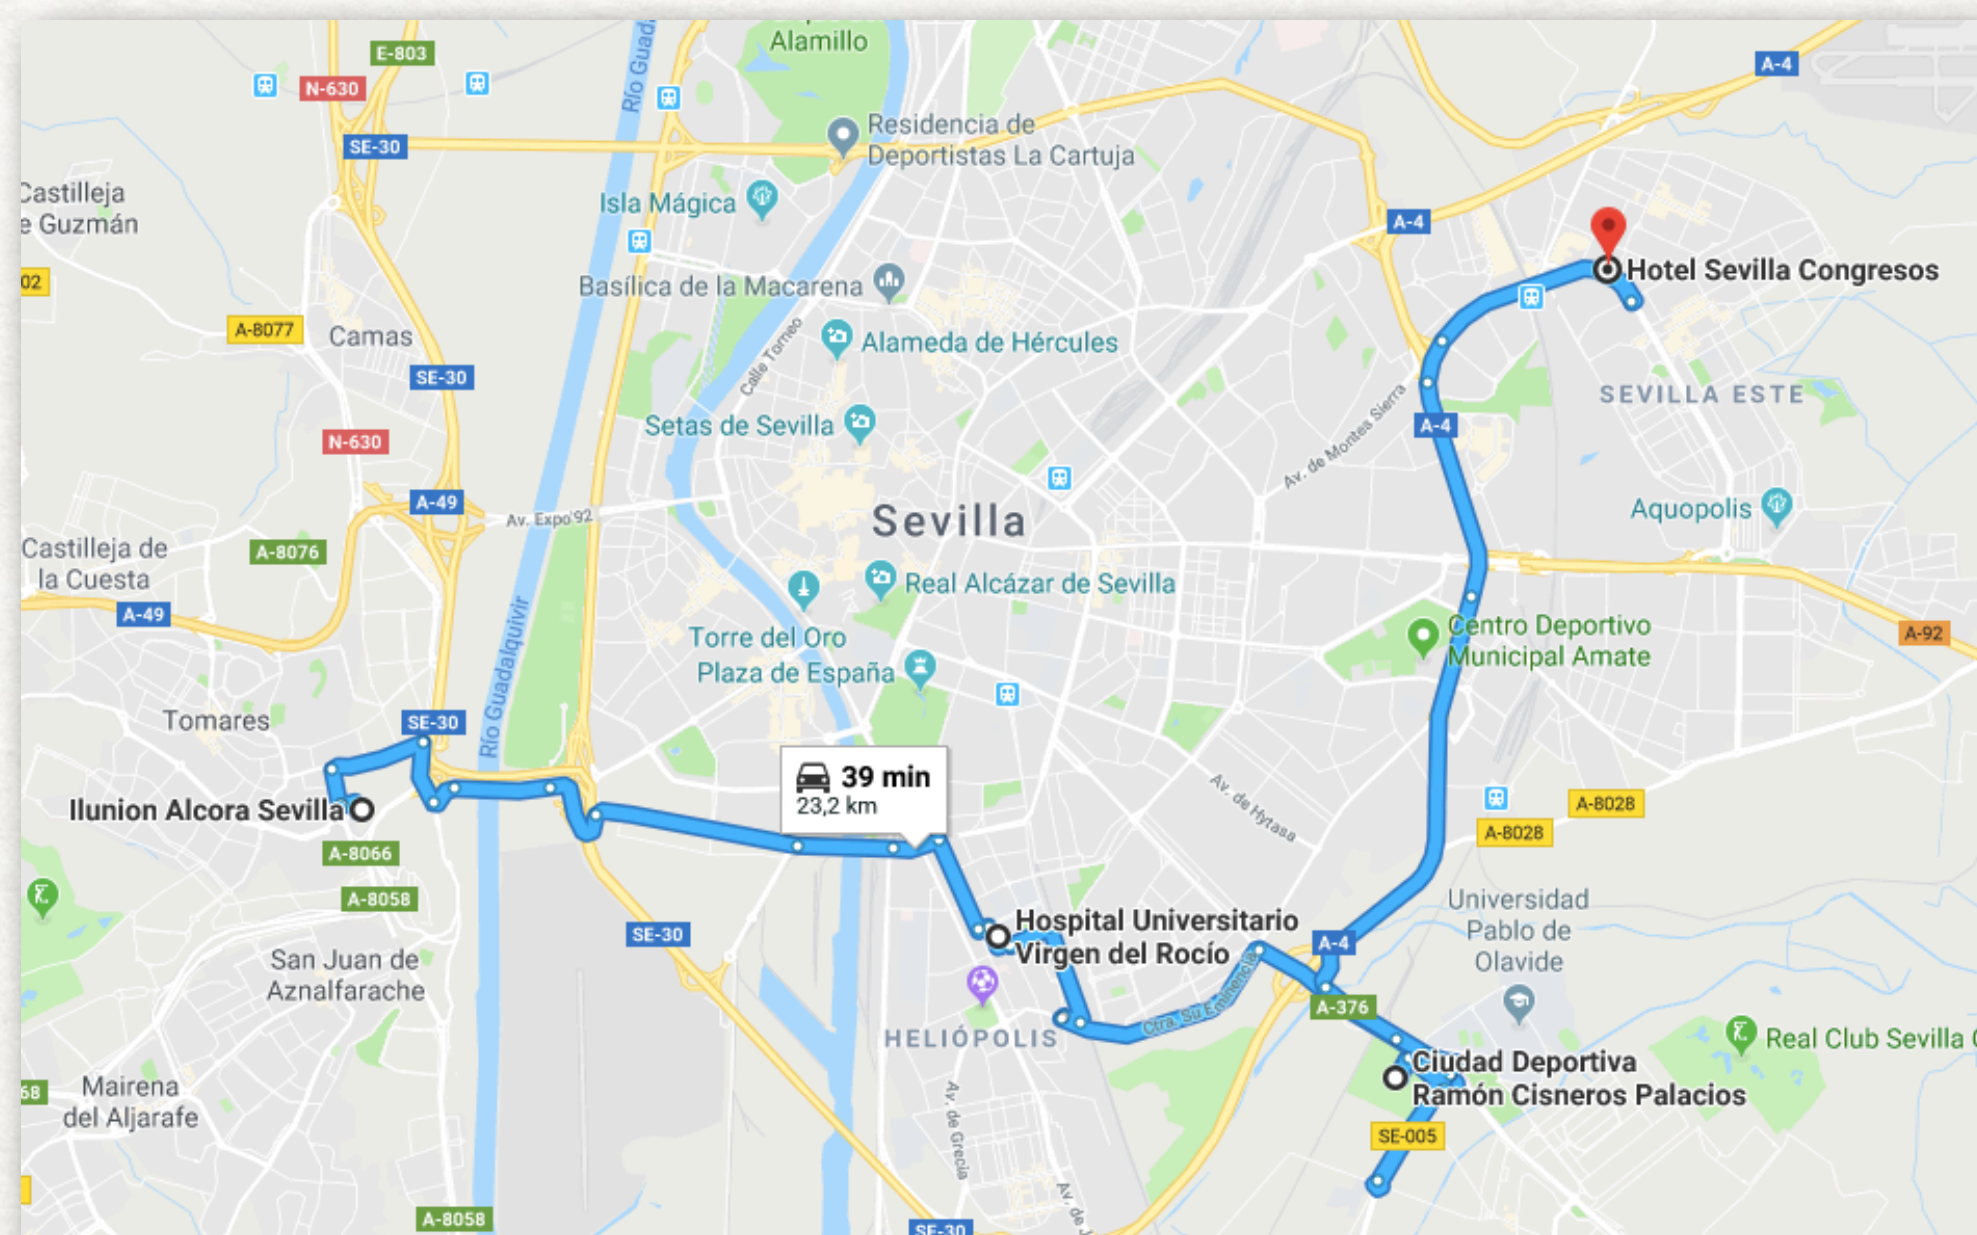 Alamillo
E-803
A-4
N-630
Río Guad
Residencia de
Deportistas La Cartuja
SE-30
Castilleja
e Guzmán
Isla Mágica
A-4
Hotel Sevilla Congresos
02
Basílica de la Macarena
A-8077
Camas
Calle Torneo
Alameda de Hércules
SE-30
SEVILLA ESTE
Av. de Montes Sierra
Setas de Sevilla
A-4
N-630
A-49
Av. Expo'92
Sevilla
Aquopolis
Castilleja de
la Cuesta
A-8076
Real Alcázar de Sevilla
A-49
Río Guadalquivir
Torre del Oro
Centro Deportivo
Municipal Amate
A-92
Plaza de España
Tomares
SE-30
39 min
23,2 km
Av. de Hytasa
Ilunion Alcora Sevilla
A-8028
A-8028
A-8066
A-8058
Universidad
Pablo de
Olavide
Hospital Universitario
Virgen del Rocío
SE-30
A-4
San Juan de
Aznalfarache
Ctra. Su Eminencia
A-376
HELIÓPOLIS
Real Club Sevilla
Ciudad Deportiva
Ramón Cisneros Palacios
Mairena
del Aljarafe
68
Av. de Grecia
SE-005
Av. de
A-8058
SE-30